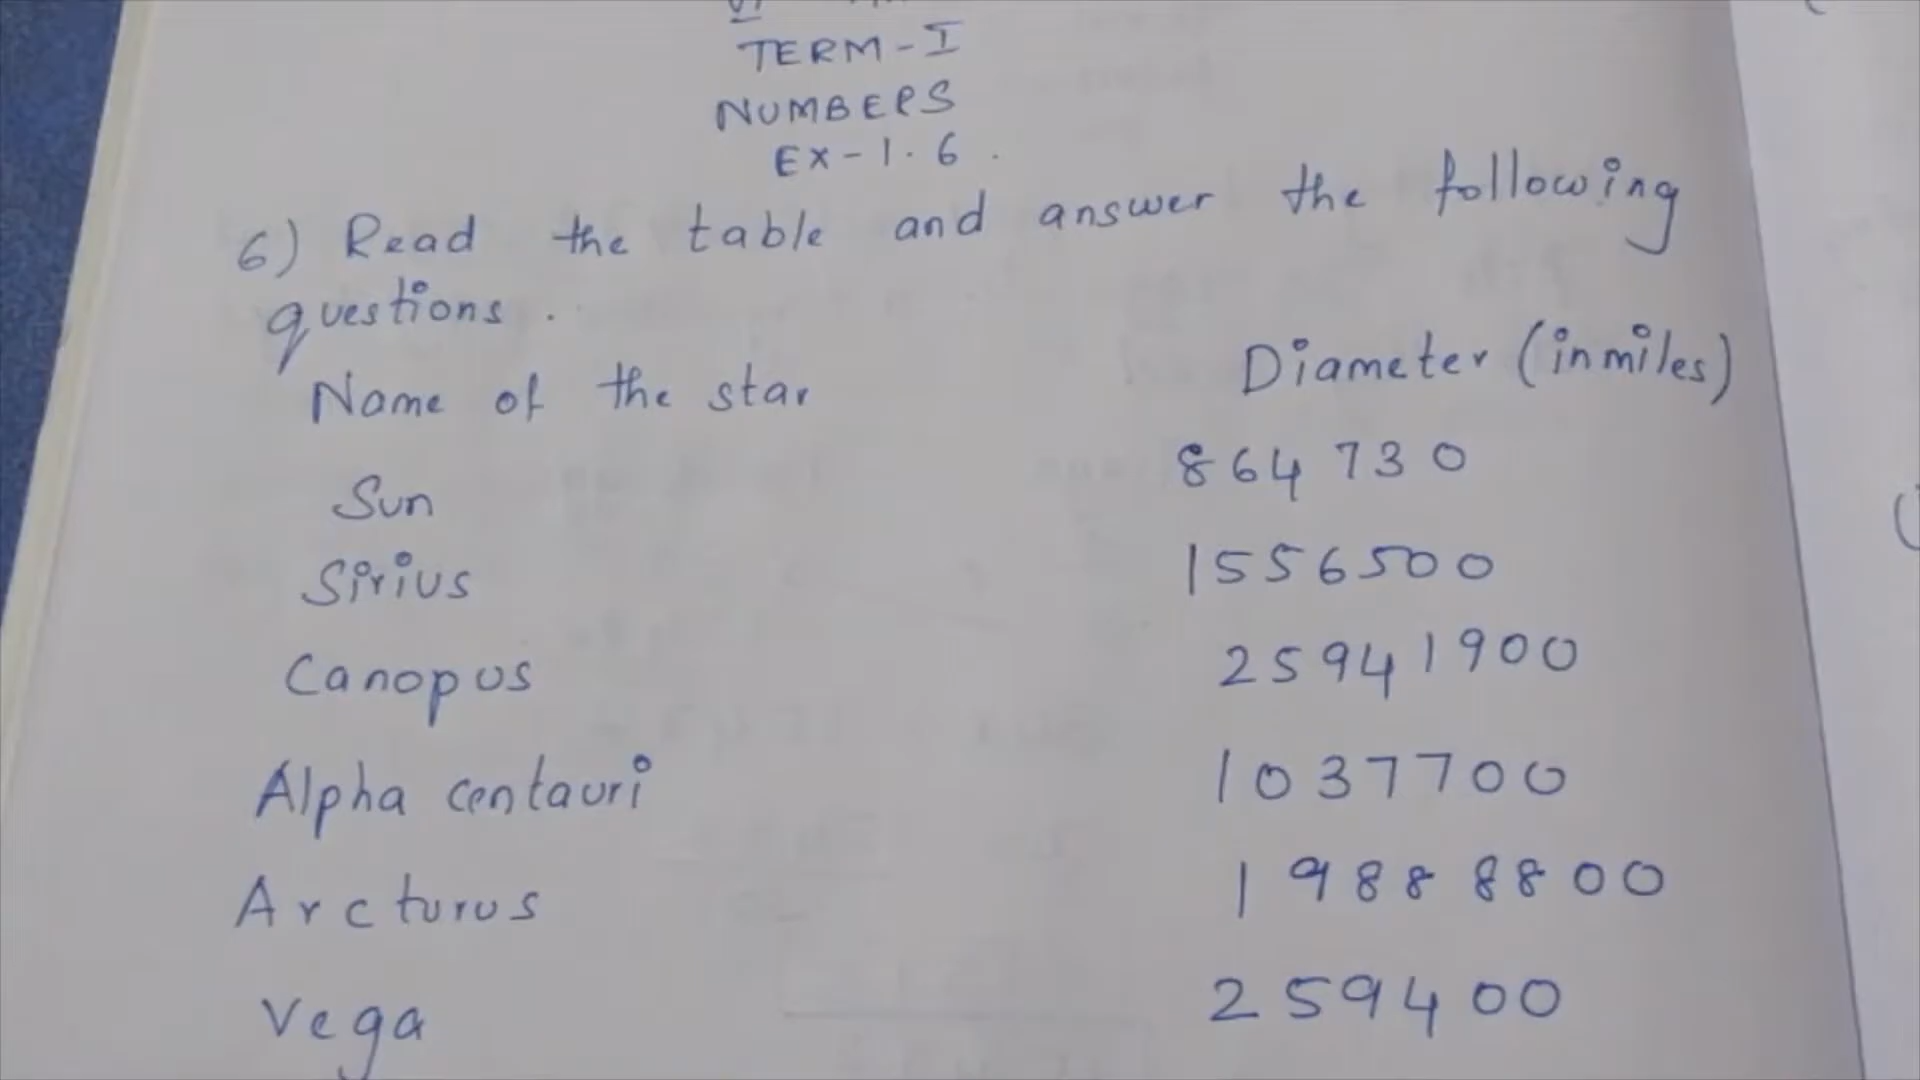 TERM-I
NUMBERS
EX-1.6.
6) Read the table and answer the following
questions.
Name of the star Diameter (in miles)
Sun 864730
Sirius 1556500
Canopus 25941900
Alpha centauri 1037700
Arcturus 19888800
Vega 259400